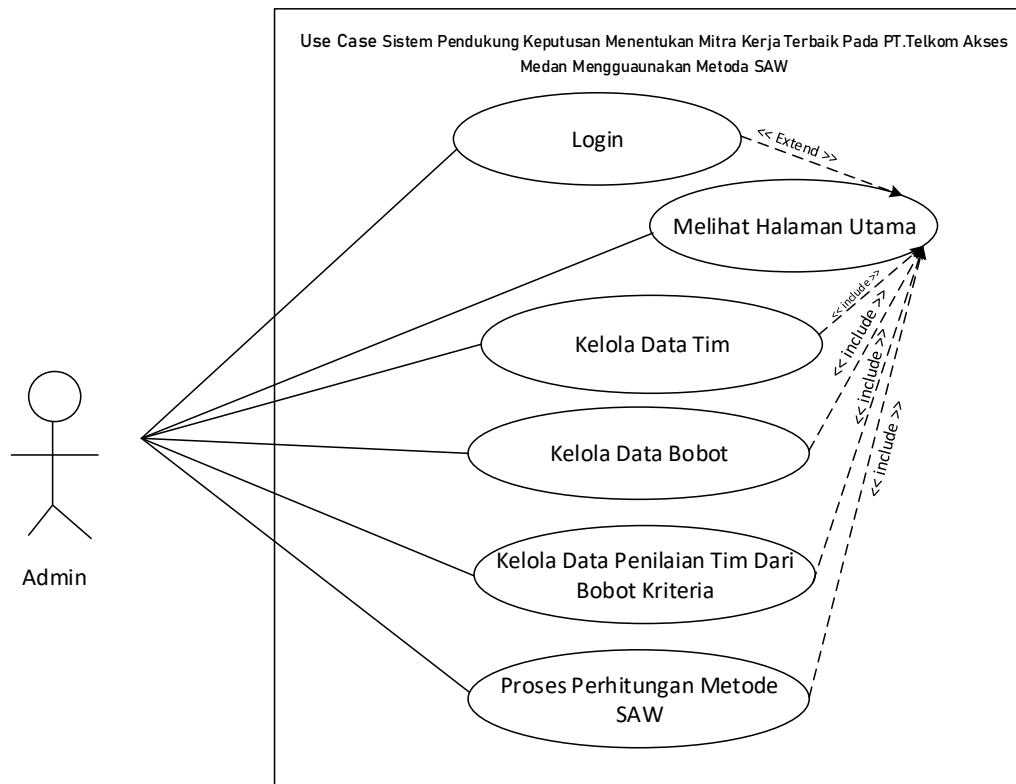 Use Case Sistem Pendukung Keputusan Menentukan Mitra Kerja Terbaik Pada PT.Telkom Akses
Medan Mengguaunakan Metoda SAW
Login
<< Extend >>
Melihat Halaman Utama
<< include >>
Kelola Data Tim
<< include >>
<< include >>
<< include >>
Kelola Data Bobot
Kelola Data Penilaian Tim Dari
Bobot Kriteria
Admin
Proses Perhitungan Metode
SAW